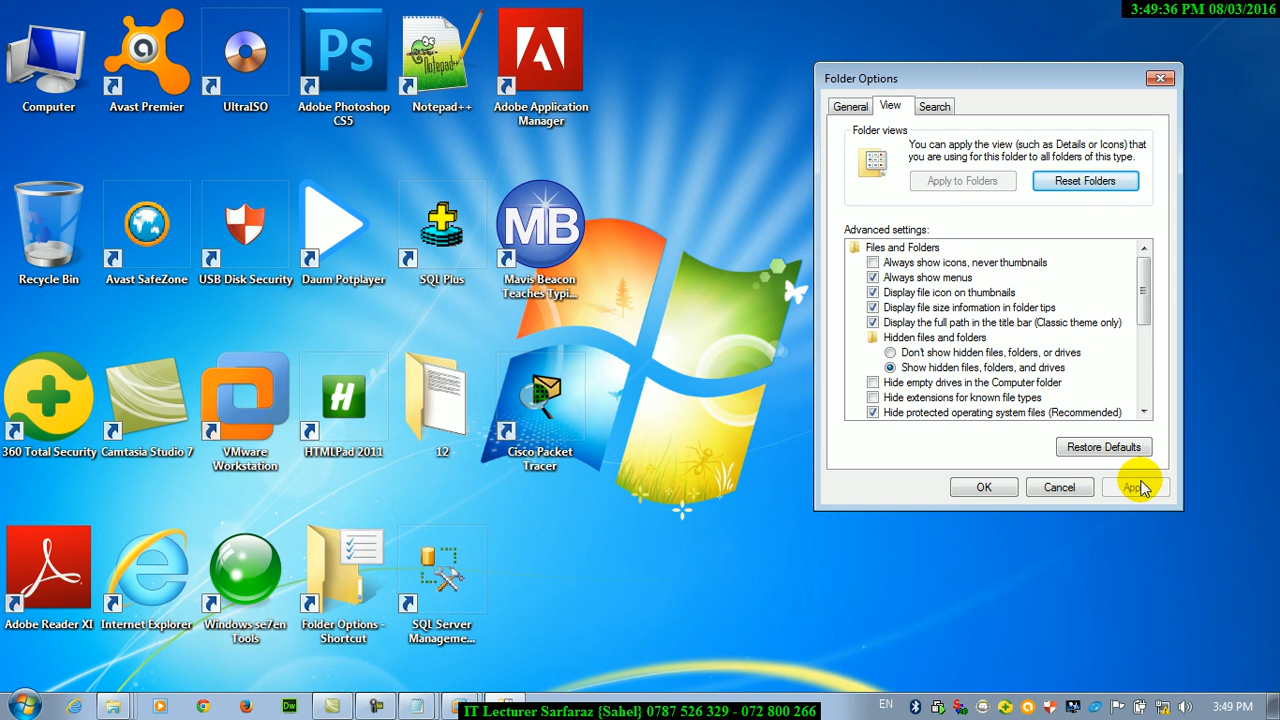 3:49:36 PM 08/03/2016
Computer
Avast Premier
UltraISO
Ps
Adobe Photoshop
CS5
Notepad++
Adobe Application
Manager
Recycle Bin
Avast SafeZone
USB Disk Security
Daum Potplayer
SQL Plus
MB
Mavis Beacon
Teaches Typi...
360 Total Security
Camtasia Studio 7
VMware
Workstation
H
HTMLPad 2011
12
Cisco Packet
Tracer
Adobe Reader XI
Internet Explorer
Windows se7en
Tools
Folder Options -
Shortcut
SQL Server
Manageme...
Folder Options
General
View
Search
Folder views
You can apply the view (such as Details or Icons) that
you are using for this folder to all folders of this type.
Apply to Folders
Reset Folders
Advanced settings:
Files and Folders
Always show icons, never thumbnails
Always show menus
Display file icon on thumbnails
Display file size information in folder tips
Display the full path in the title bar (Classic theme only)
Hidden files and folders
Don't show hidden files, folders, or drives
Show hidden files, folders, and drives
Hide empty drives in the Computer folder
Hide extensions for known file types
Hide protected operating system files (Recommended)
Restore Defaults
OK
Cancel
Dw
IT Lecturer Sarfaraz {Sahel} 0787 526 329 - 072 800 266
EN
3:49 PM